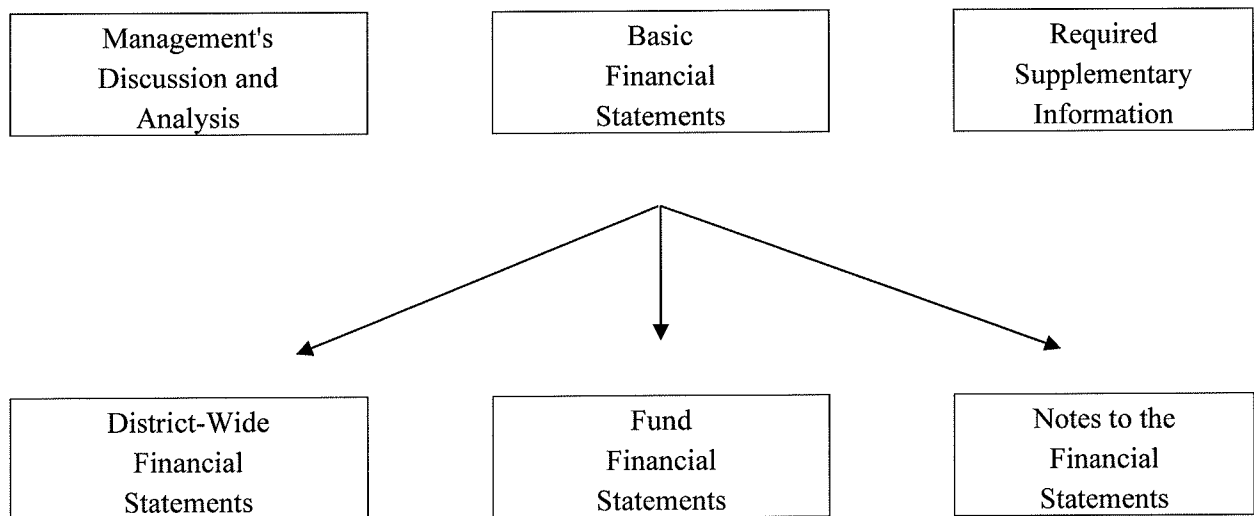 Management's
Discussion and
Analysis
Basic
Financial
Statements
Required
Supplementary
Information
District-Wide
Financial
Statements
Fund
Financial
Statements
Notes to the
Financial
Statements